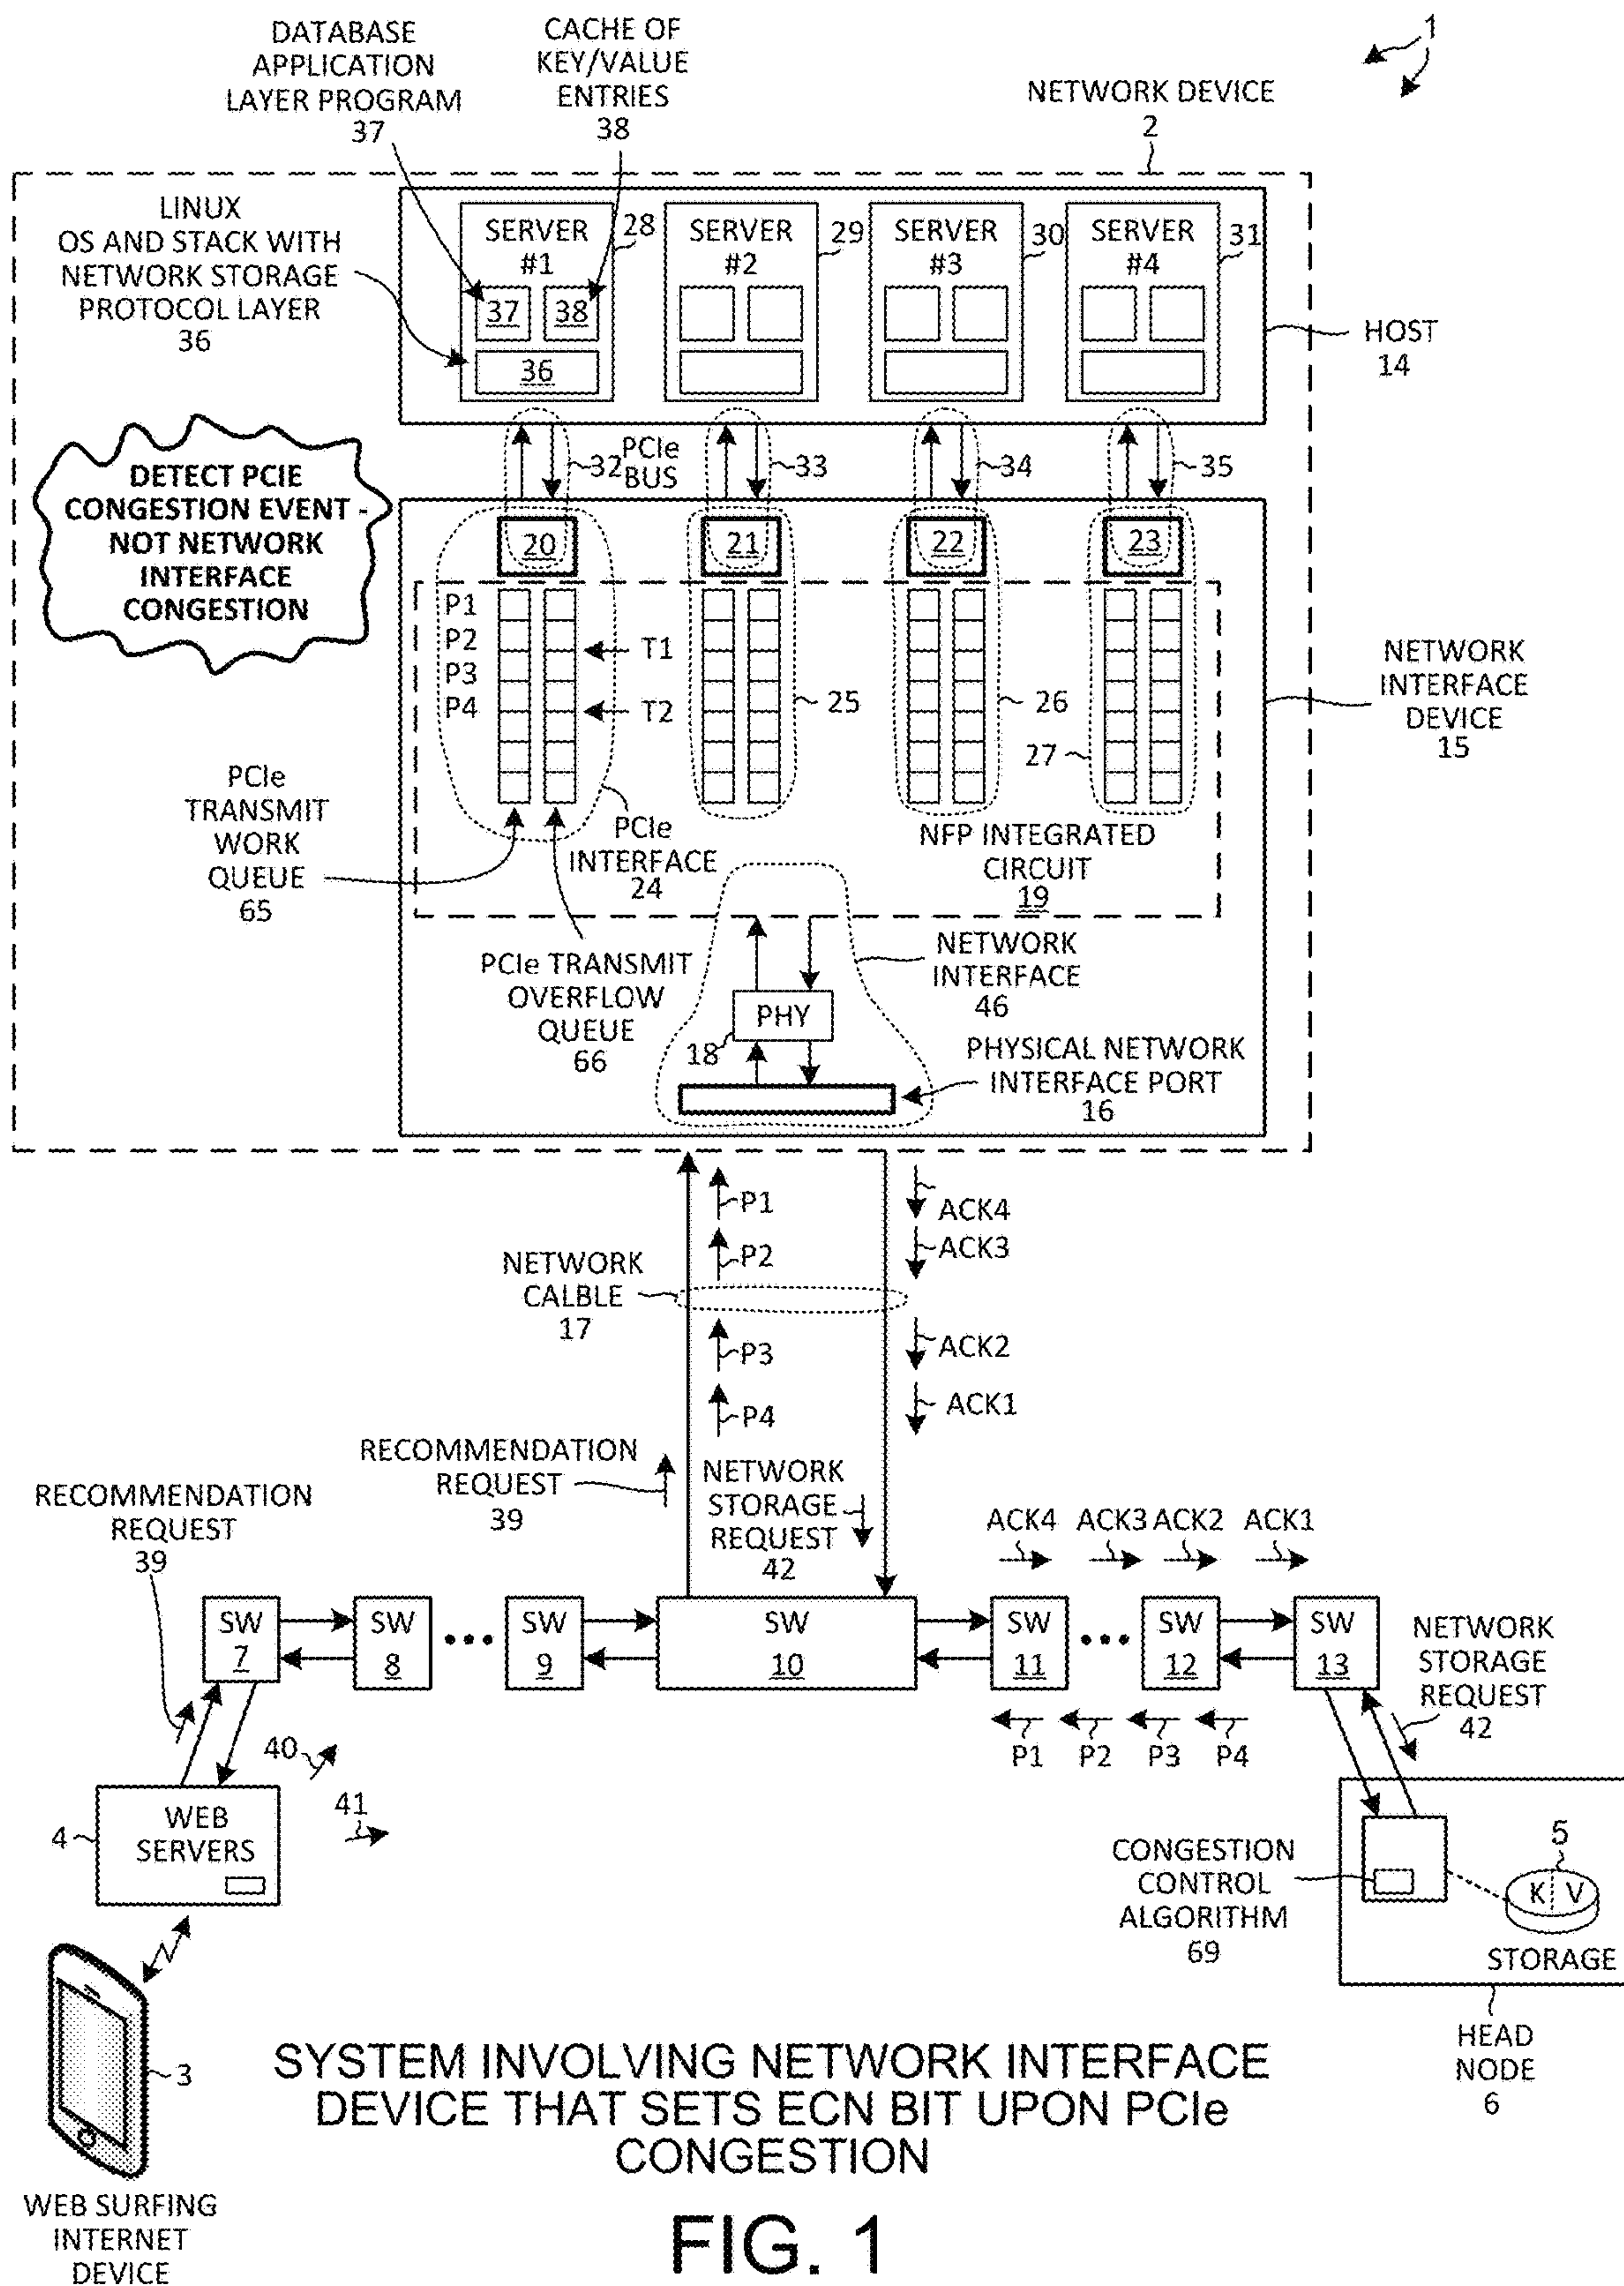 1
DATABASE
APPLICATION
LAYER PROGRAM
37
CACHE OF
KEY/VALUE
ENTRIES
38
NETWORK DEVICE
2
LINUX
OS AND STACK WITH
NETWORK STORAGE
PROTOCOL LAYER
36
SERVER
#1
28
37
38
36
SERVER
#2
29
SERVER
#3
30
SERVER
#4
31
HOST
14
DETECT PCIE
CONGESTION EVENT -
NOT NETWORK
INTERFACE
CONGESTION
32
PCIe
BUS
33
34
35
20
21
22
23
P1
P2
P3
P4
T1
T2
25
26
27
NETWORK
INTERFACE
DEVICE
15
PCIe
TRANSMIT
WORK
QUEUE
65
PCIe
INTERFACE
24
NFP INTEGRATED
CIRCUIT
19
PCIe TRANSMIT
OVERFLOW
QUEUE
66
NETWORK
INTERFACE
46
PHY
18
PHYSICAL NETWORK
INTERFACE PORT
16
P1
P2
NETWORK
CALBLE
17
P3
P4
ACK4
ACK3
ACK2
ACK1
RECOMMENDATION
REQUEST
39
NETWORK
STORAGE
REQUEST
42
RECOMMENDATION
REQUEST
39
ACK4 ACK3 ACK2 ACK1
SW
7
SW
8
SW
9
SW
10
SW
11
SW
12
SW
13
NETWORK
STORAGE
REQUEST
42
P1 P2 P3 P4
40
41
4
WEB
SERVERS
CONGESTION
CONTROL
ALGORITHM
69
5
K V
STORAGE
HEAD
NODE
6
3
WEB SURFING
INTERNET
DEVICE
SYSTEM INVOLVING NETWORK INTERFACE
DEVICE THAT SETS ECN BIT UPON PCIe
CONGESTION
FIG. 1